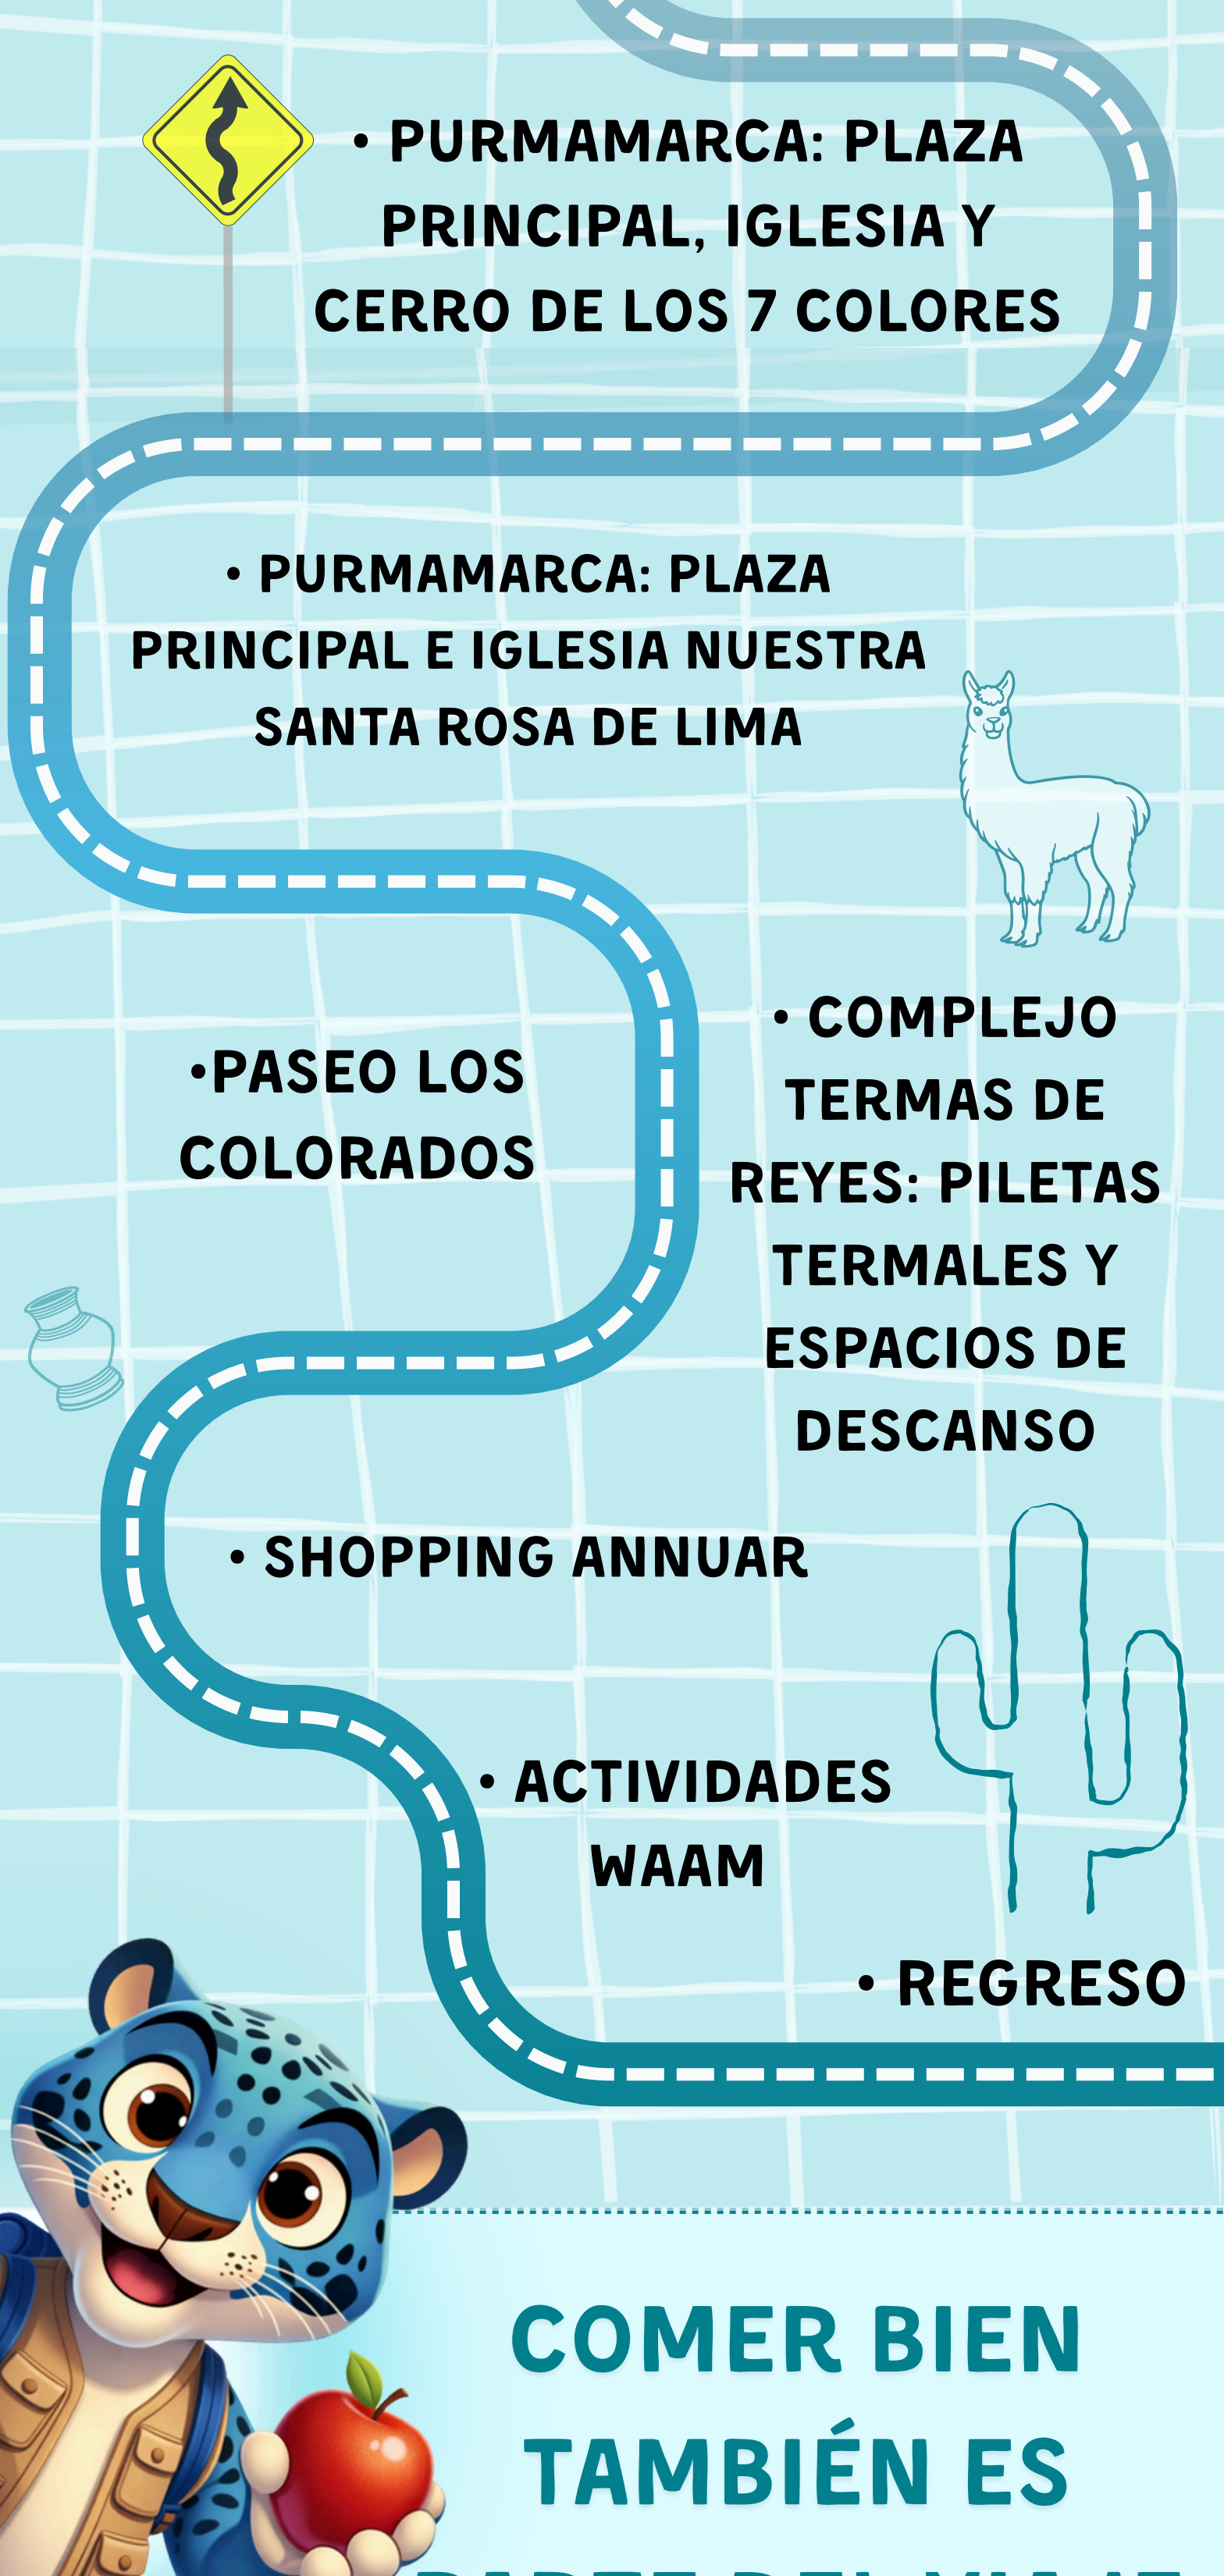 • PURMAMARCA: PLAZA
PRINCIPAL, IGLESIA Y
CERRO DE LOS 7 COLORES
• PURMAMARCA: PLAZA
PRINCIPAL E IGLESIA NUESTRA
SANTA ROSA DE LIMA
•PASEO LOS
COLORADOS
• COMPLEJO
TERMAS DE
REYES: PILETAS
TERMALES Y
ESPACIOS DE
DESCANSO
• SHOPPING ANNUAR
• ACTIVIDADES
WAAM
• REGRESO
COMER BIEN
TAMBIÉN ES